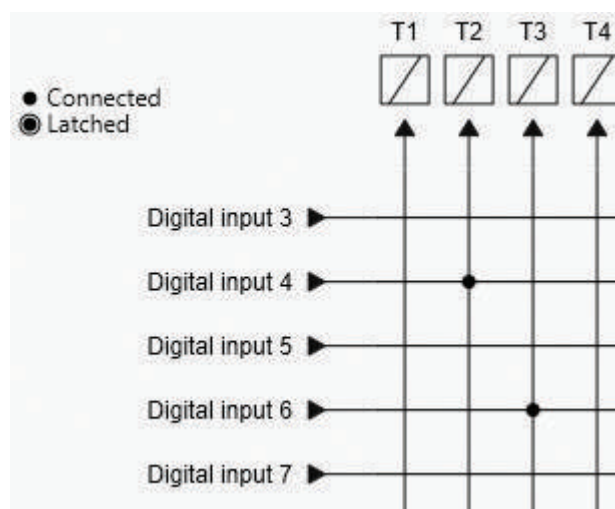 T1 T2 T3 T4
Connected
Latched
Digital input 3
Digital input 4
Digital input 5
Digital input 6
Digital input 7